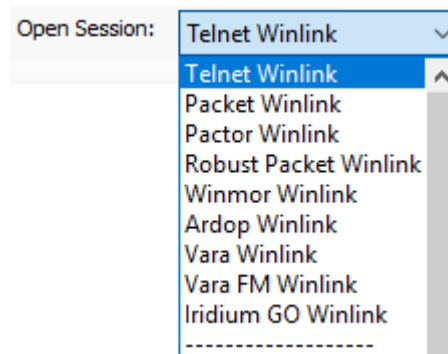 Open Session: Telnet Winlink
Telnet Winlink
Packet Winlink
Pactor Winlink
Robust Packet Winlink
Winmor Winlink
Ardop Winlink
Vara Winlink
Vara FM Winlink
Iridium GO Winlink
-------------------